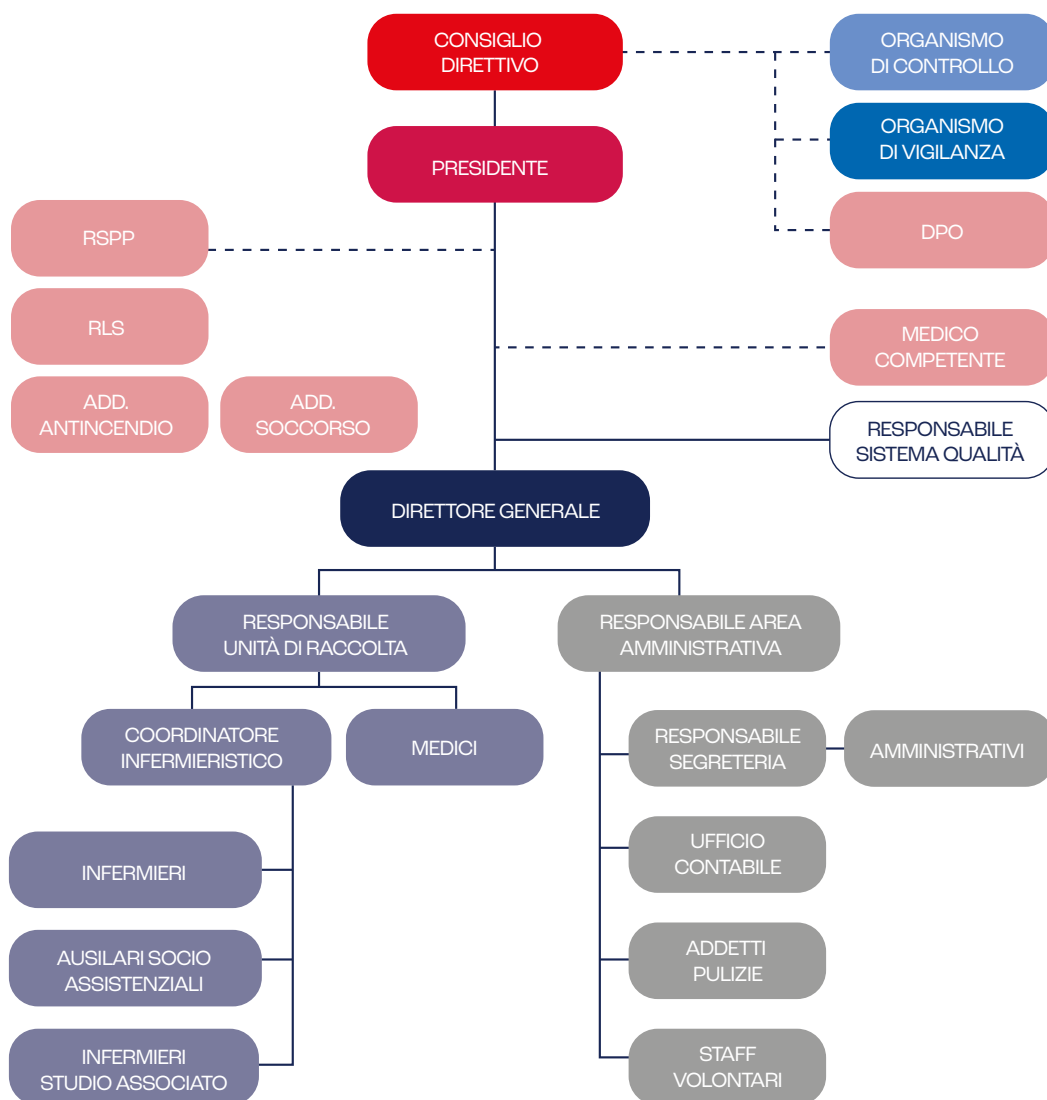 CONSIGLIO
DIRETTIVO
ORGANISMO
DI CONTROLLO
ORGANISMO
DI VIGILANZA
PRESIDENTE
RSPP
DPO
RLS
MEDICO
COMPETENTE
ADD.
ANTINCENDIO
ADD.
SOCCORSO
RESPONSABILE
SISTEMA QUALITÀ
DIRETTORE GENERALE
RESPONSABILE
UNITÀ DI RACCOLTA
RESPONSABILE AREA
AMMINISTRATIVA
COORDINATORE
INFERMIERISTICO
MEDICI
RESPONSABILE
SEGRETERIA
AMMINISTRATIVI
INFERMIERI
UFFICIO
CONTABILE
AUSILARI SOCIO
ASSISTENZIALI
ADDETTI
PULIZIE
INFERMIERI
STUDIO ASSOCIATO
STAFF
VOLONTARI